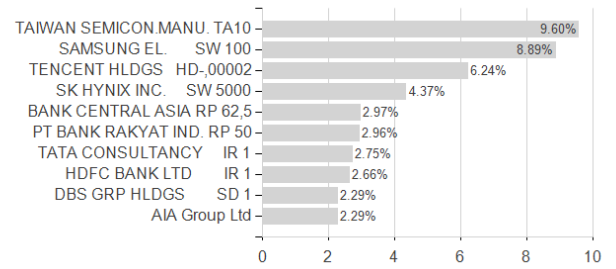 TAIWAN SEMICON.MANU. TA10 9.60%
SAMSUNG EL. SW 100 8.89%
TENCENT HLDGS HD-,00002 6.24%
SK HYNIX INC. SW 5000 4.37%
BANK CENTRAL ASIA RP 62,5 2.97%
PT BANK RAKYAT IND. RP 50 2.96%
TATA CONSULTANCY IR 1 2.75%
HDFC BANK LTD IR 1 2.66%
DBS GRP HLDGS SD 1 2.29%
AIA Group Ltd 2.29%
0 2 4 6 8 10